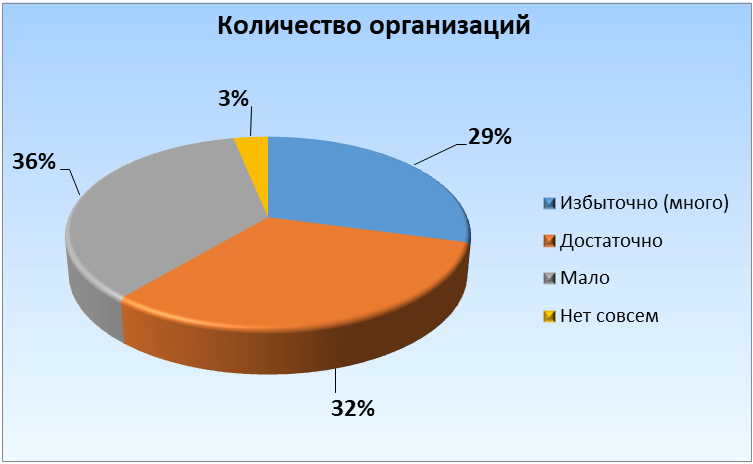 Количество организаций
3%
29%
36%
32%
Избыточно (много)
Достаточно
Мало
Нет совсем